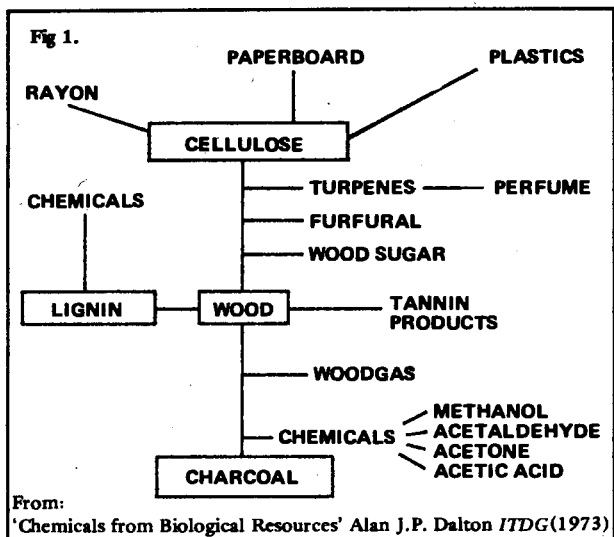 Fig 1.
PAPERBOARD
PLASTICS
RAYON
CELLULOSE
TURPENES
PERFUME
CHEMICALS
FURFURAL
WOOD SUGAR
LIGNIN
WOOD
TANNIN
PRODUCTS
WOODGAS
CHEMICALS
METHANOL
ACETALDEHYDE
ACETONE
ACETIC ACID
CHARCOAL
From:
'Chemicals from Biological Resources' Alan J.P. Dalton ITDG(1973)